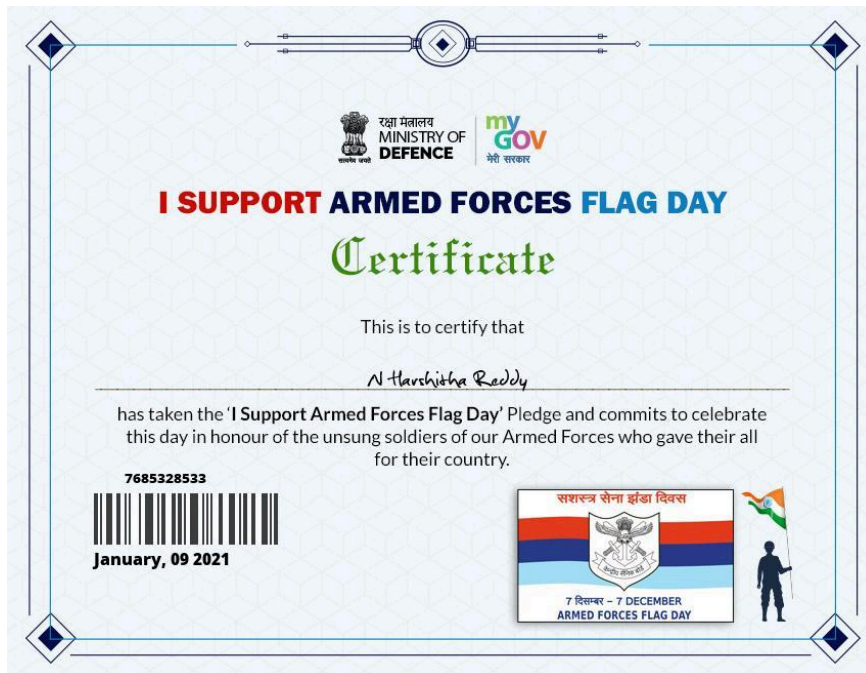 रक्षा मंत्रालय
MINISTRY OF
DEFENCE
सत्यमेव जयते
my
GOV
मेरी सरकार
I SUPPORT ARMED FORCES FLAG DAY
Certificate
This is to certify that
N Harshitha Reddy
has taken the ‘I Support Armed Forces Flag Day’ Pledge and commits to celebrate
this day in honour of the unsung soldiers of our Armed Forces who gave their all
for their country.
7685328533
January, 09 2021
सशस्त्र सेना झंडा दिवस
केन्द्रीय सैनिक बोर्ड
7 दिसम्बर – 7 DECEMBER
ARMED FORCES FLAG DAY